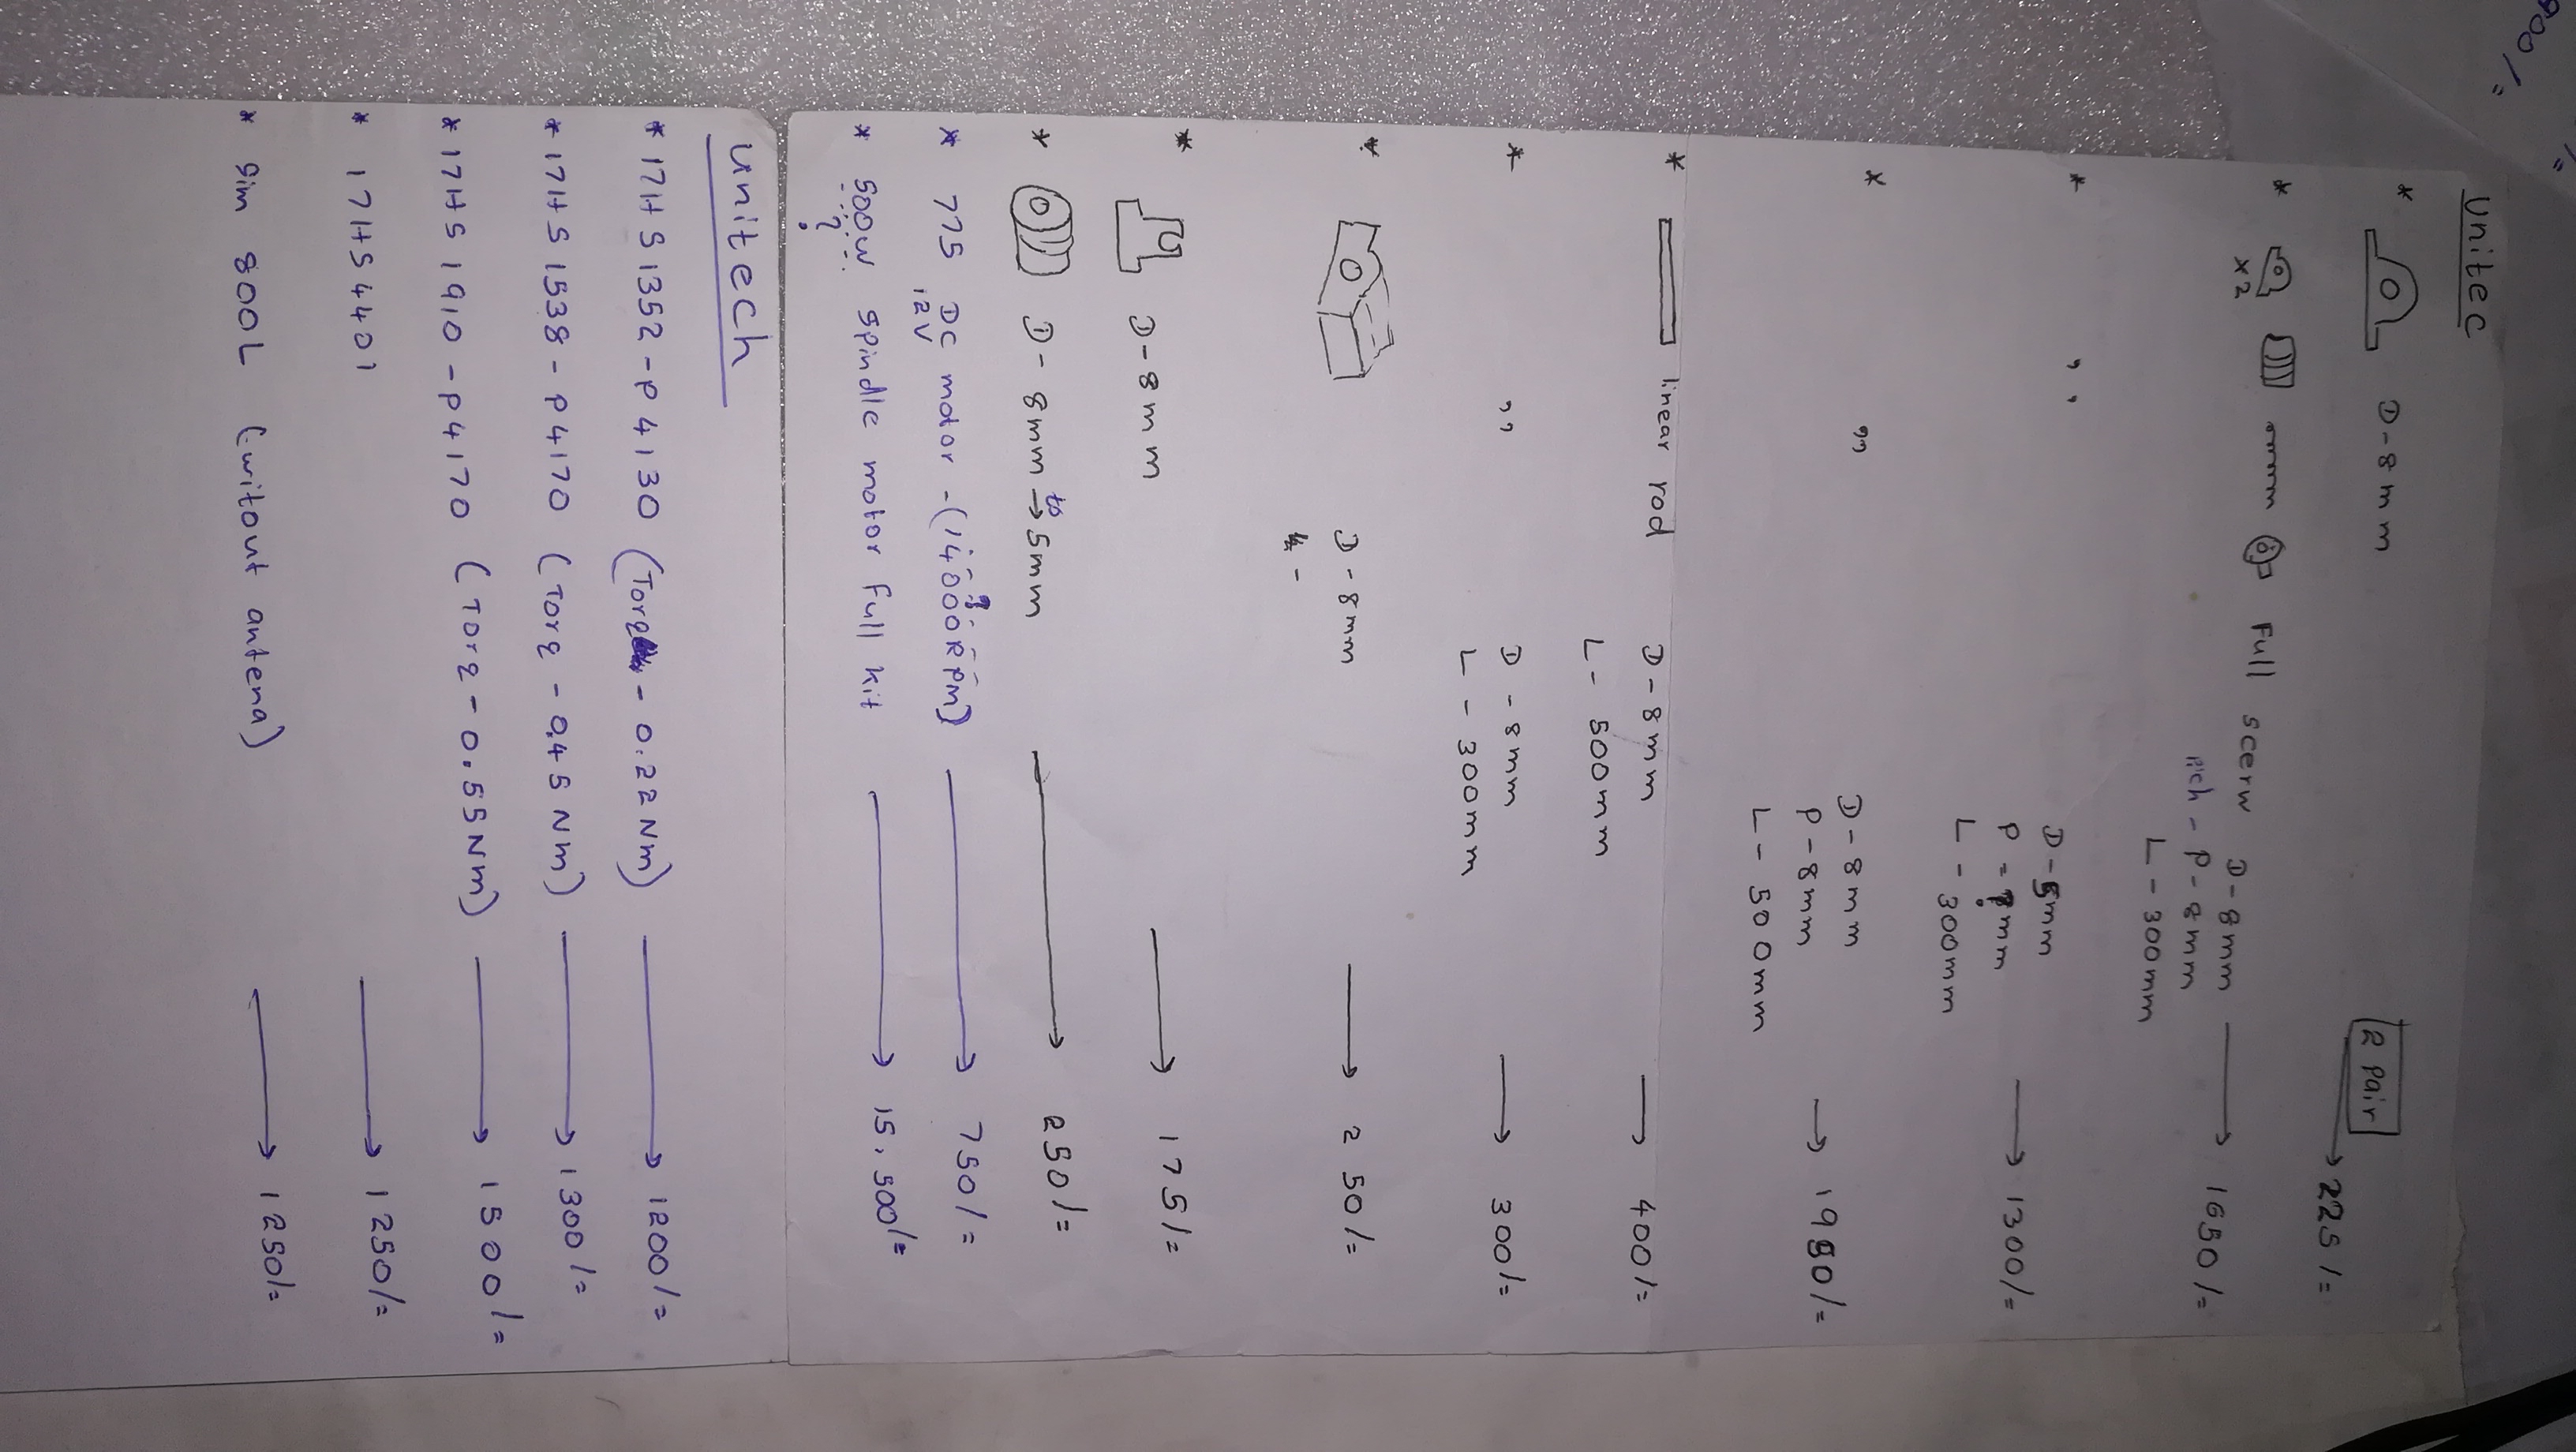 900/=
Unitec
* D-8mm 2 pair → 225/=
* x2 Full scerw D-8mm → 1650/=
Pich - P-8mm
L - 300mm
* ,, D-5mm → 1300/=
P = mm
L - 300mm
* ,, D-8mm → 1980/=
P-8mm
L - 500mm
* linear rod D-8mm → 400/=
L - 500mm
* ,, D-8mm → 300/=
L - 300mm
* D-8mm → 250/=
* D-8mm → 175/=
* D-8mm to → 5mm → 250/=
* 775 DC motor -(14000RPM) → 750/=
12V ?
* 500w spindle motor full kit → 15,500/=
?
Unitech
* 17HS1352-P4130 (Torq - 0.22Nm) → 1200/=
* 17HS1538-P4170 (Torq - 0.45Nm) → 1300/=
* 17HS1910-P4170 (Torq - 0.55Nm) → 1500/=
* 17HS4401 → 1250/=
* Sim 800L (witout antena) → 1250/=